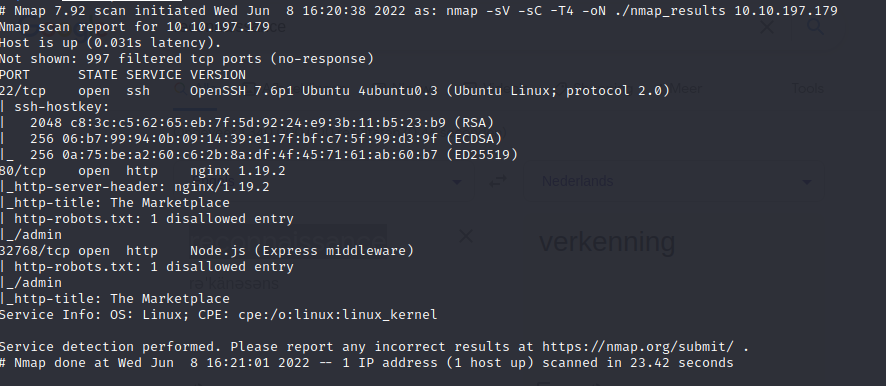 # Nmap 7.92 scan initiated Wed Jun  8 16:20:38 2022 as: nmap -sV -sC -T4 -oN ./nmap_results 10.10.197.179
Nmap scan report for 10.10.197.179
Host is up (0.031s latency).
Not shown: 997 filtered tcp ports (no-response)
PORT      STATE SERVICE VERSION
22/tcp    open  ssh     OpenSSH 7.6p1 Ubuntu 4ubuntu0.3 (Ubuntu Linux; protocol 2.0)
| ssh-hostkey:
|   2048 c8:3c:c5:62:65:eb:7f:5d:92:24:e9:3b:11:b5:23:b9 (RSA)
|   256 06:b7:99:94:0b:09:14:39:e1:7f:bf:c7:5f:99:d3:9f (ECDSA)
|_  256 0a:75:be:a2:60:c6:2b:8a:df:4f:45:71:61:ab:60:b7 (ED25519)
80/tcp    open  http    nginx 1.19.2
|_http-server-header: nginx/1.19.2
|_http-title: The Marketplace
| http-robots.txt: 1 disallowed entry
|_/admin
32768/tcp open  http    Node.js (Express middleware)
| http-robots.txt: 1 disallowed entry
|_/admin
|_http-title: The Marketplace
Service Info: OS: Linux; CPE: cpe:/o:linux:linux_kernel
Service detection performed. Please report any incorrect results at https://nmap.org/submit/ .
# Nmap done at Wed Jun  8 16:21:01 2022 -- 1 IP address (1 host up) scanned in 23.42 seconds
Meer
Tools
Nederlands
verkenning